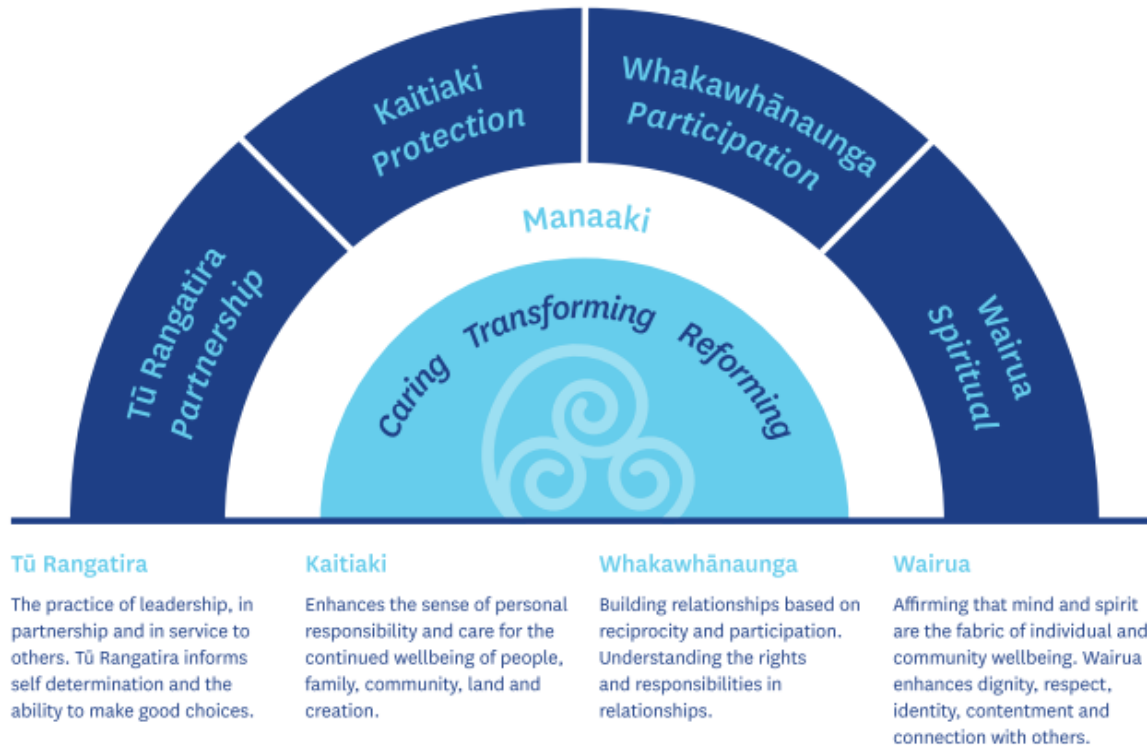 Kaitiaki
Protection
Whakawhānaunga
Participation
Tū Rangatira
Partnership
Wairua
Spiritual
Manaaki
Caring Transforming Reforming
Tū Rangatira
The practice of leadership, in
partnership and in service to
others. Tū Rangatira informs
self determination and the
ability to make good choices.
Kaitiaki
Enhances the sense of personal
responsibility and care for the
continued wellbeing of people,
family, community, land and
creation.
Whakawhānaunga
Building relationships based on
reciprocity and participation.
Understanding the rights
and responsibilities in
relationships.
Wairua
Affirming that mind and spirit
are the fabric of individual and
community wellbeing. Wairua
enhances dignity, respect,
identity, contentment and
connection with others.